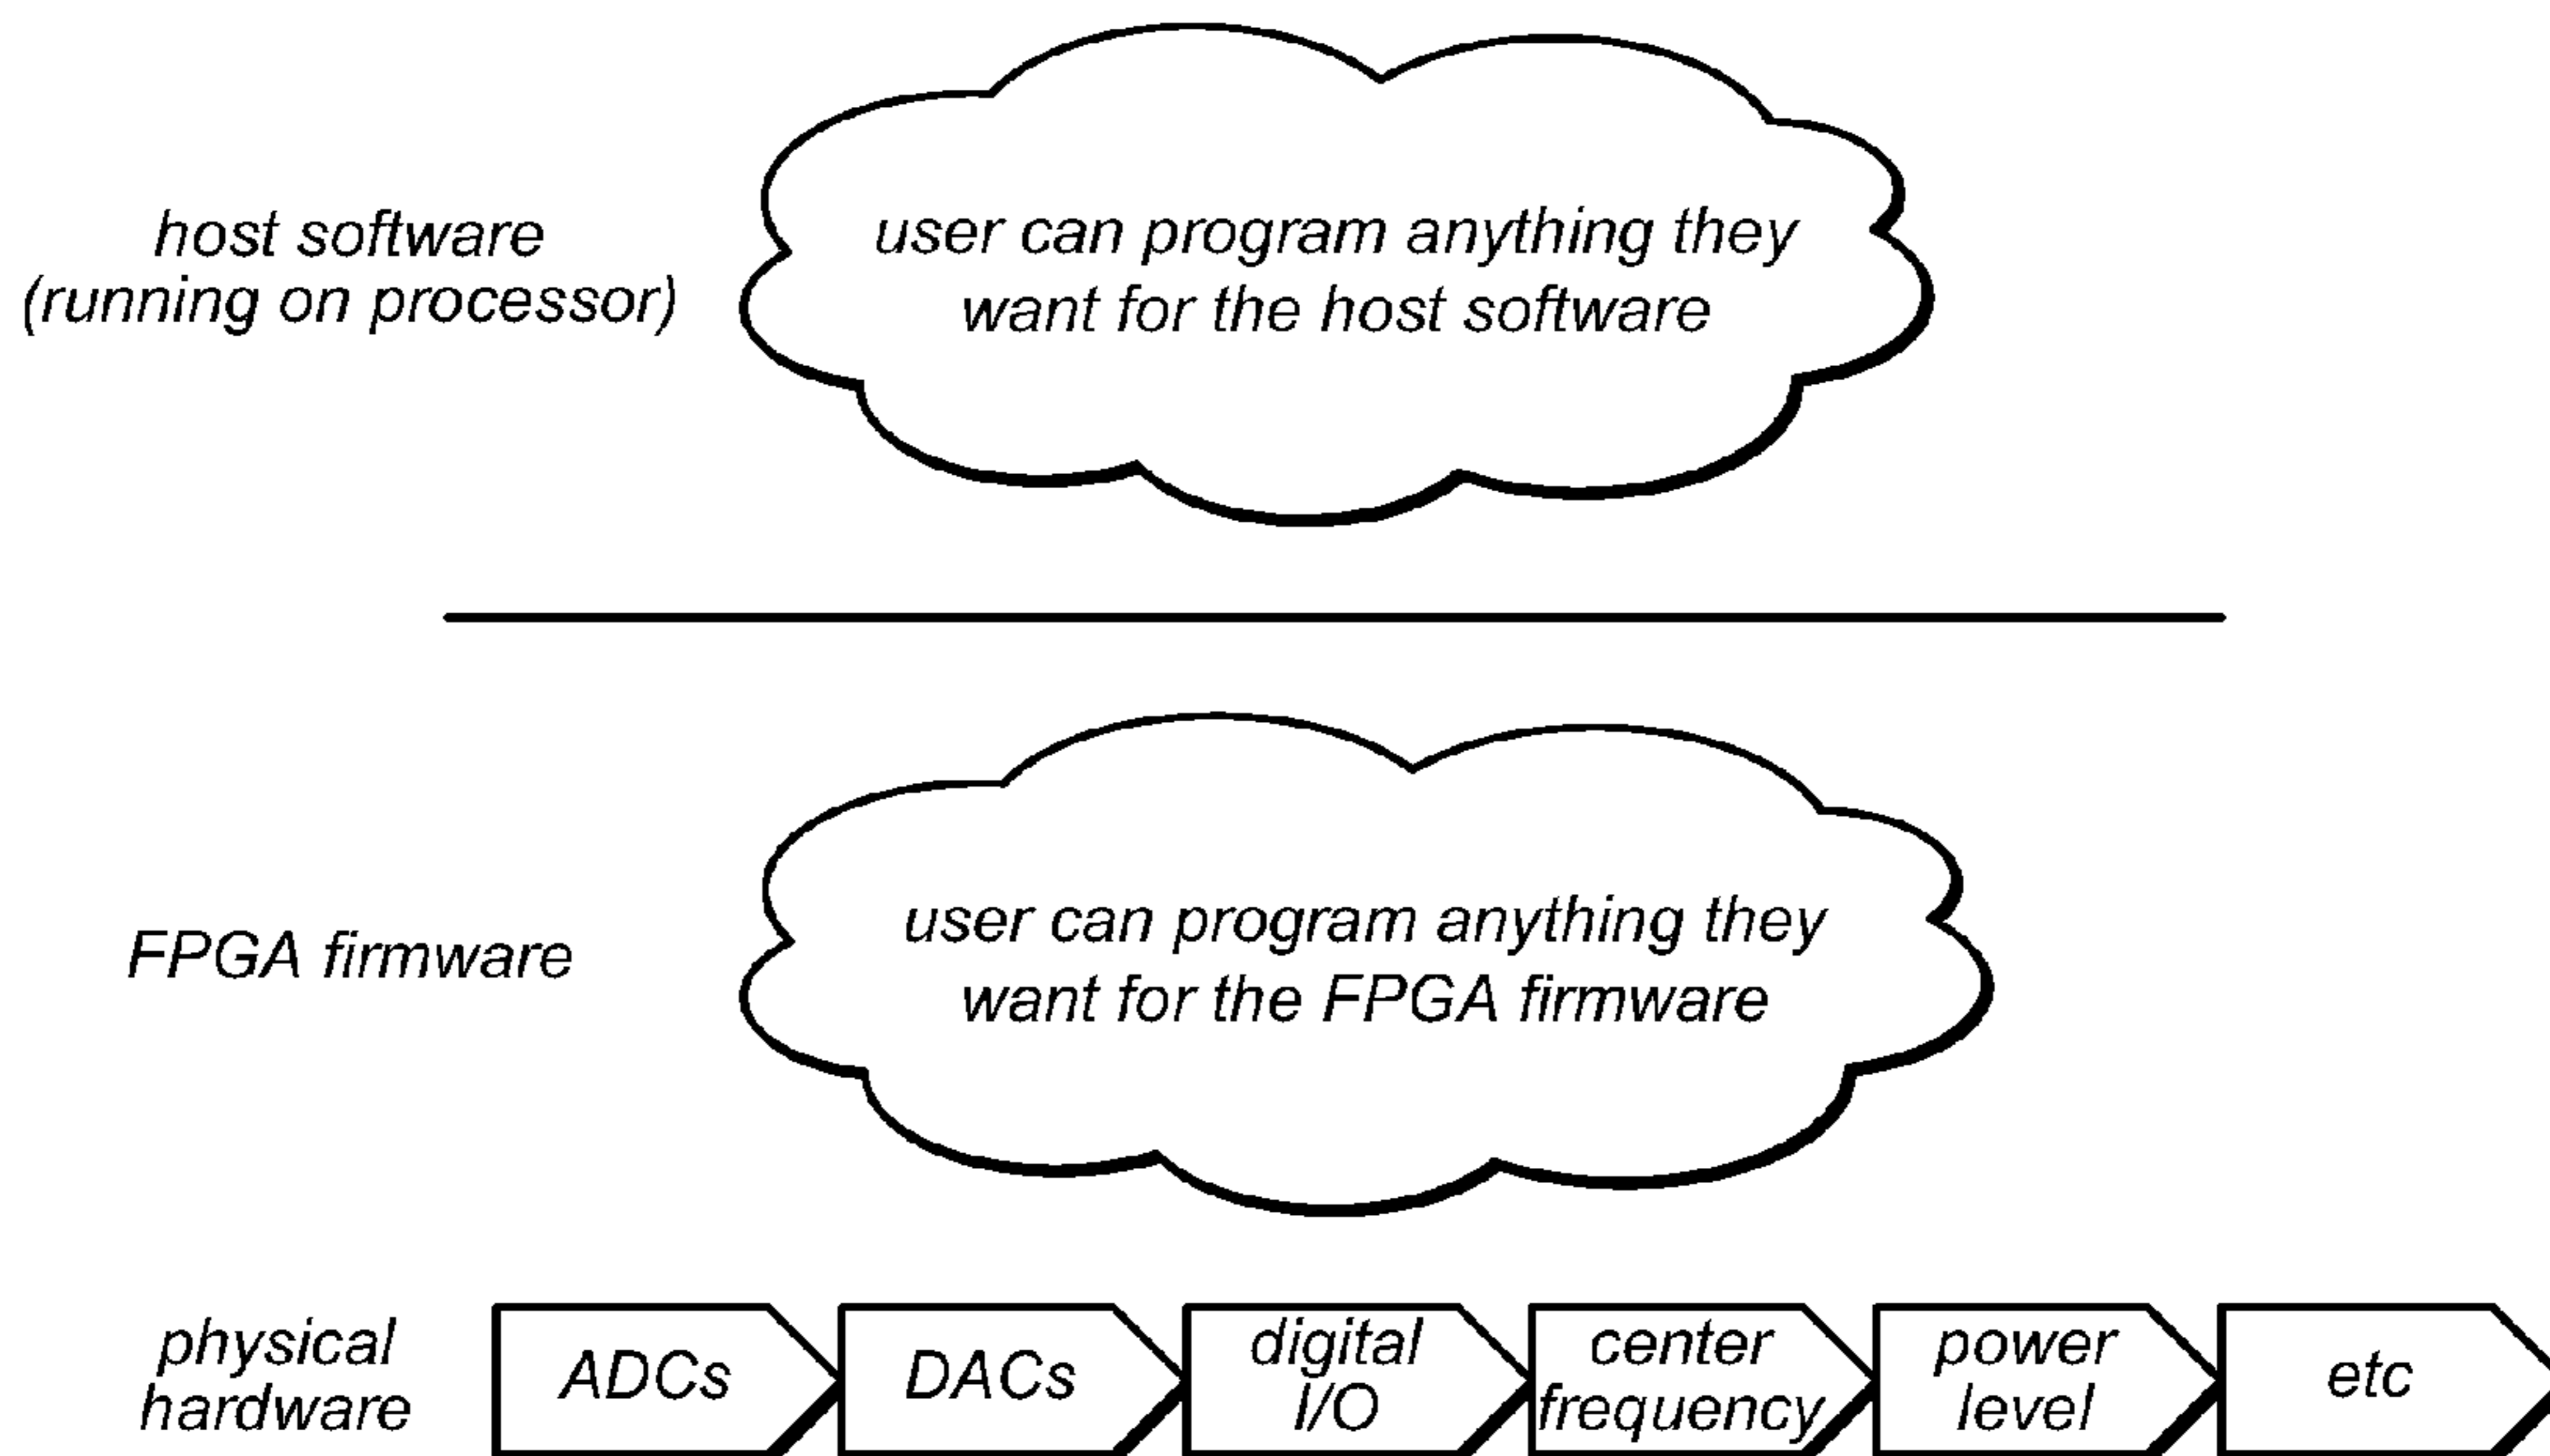 host software
(running on processor)
user can program anything they
want for the host software
FPGA firmware
user can program anything they
want for the FPGA firmware
physical
hardware
ADCs
DACs
digital
I/O
center
frequency
power
level
etc